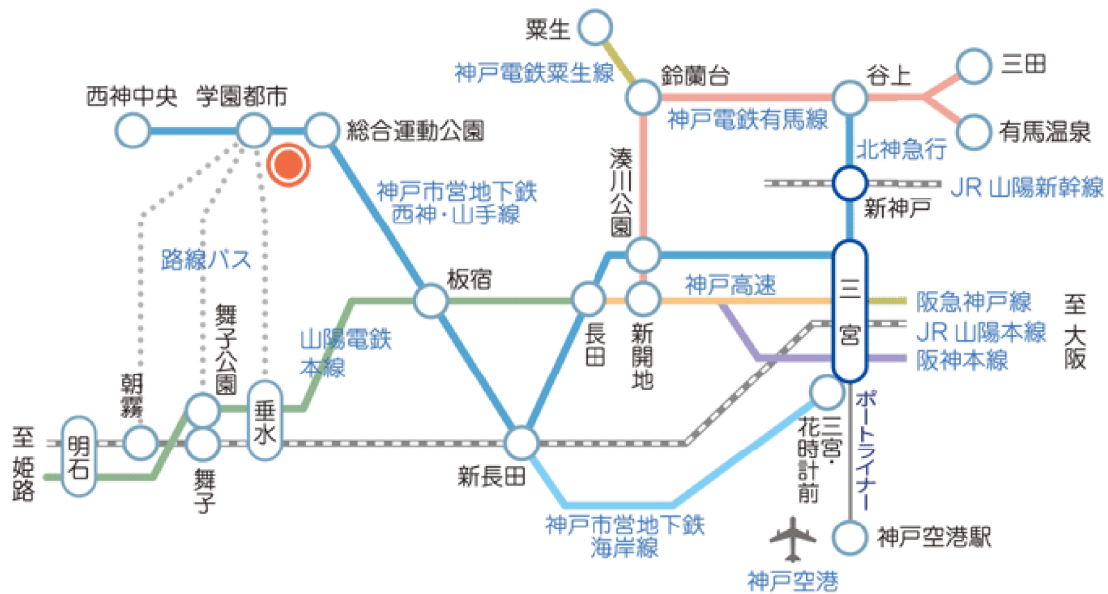 粟生
神戸電鉄粟生線
鈴蘭台
谷上
三田
神戸電鉄有馬線
有馬温泉
西神中央
学園都市
総合運動公園
北神急行
湊川公園
JR山陽新幹線
新神戸
神戸市営地下鉄
西神・山手線
路線バス
板宿
神戸高速
三宮
阪急神戸線
JR山陽本線
阪神本線
至大阪
舞子公園
山陽電鉄
本線
長田
新開地
朝霧
垂水
ポートライナー
三宮・
花時計前
至姫路
明石
舞子
新長田
神戸市営地下鉄
海岸線
神戸空港駅
神戸空港